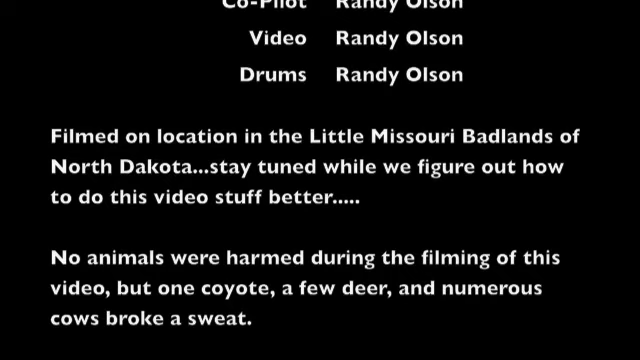 Co-Pilot Randy Olson
Video Randy Olson
Drums Randy Olson
Filmed on location in the Little Missouri Badlands of
North Dakota...stay tuned while we figure out how
to do this video stuff better.....
No animals were harmed during the filming of this
video, but one coyote, a few deer, and numerous
cows broke a sweat.